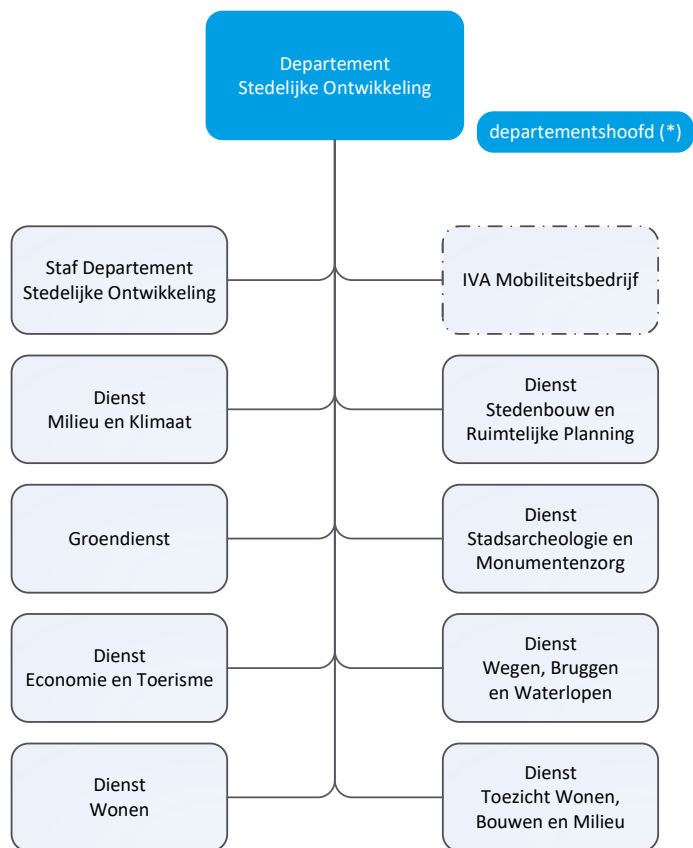 Departement
Stedelijke Ontwikkeling
departementshoofd (*)
Staf Departement
Stedelijke Ontwikkeling
IVA Mobiliteitsbedrijf
Dienst
Milieu en Klimaat
Dienst
Stedenbouw en
Ruimtelijke Planning
Groendienst
Dienst
Stadsarcheologie en
Monumentenzorg
Dienst
Economie en Toerisme
Dienst
Wegen, Bruggen
en Waterlopen
Dienst
Wonen
Dienst
Toezicht Wonen,
Bouwen en Milieu